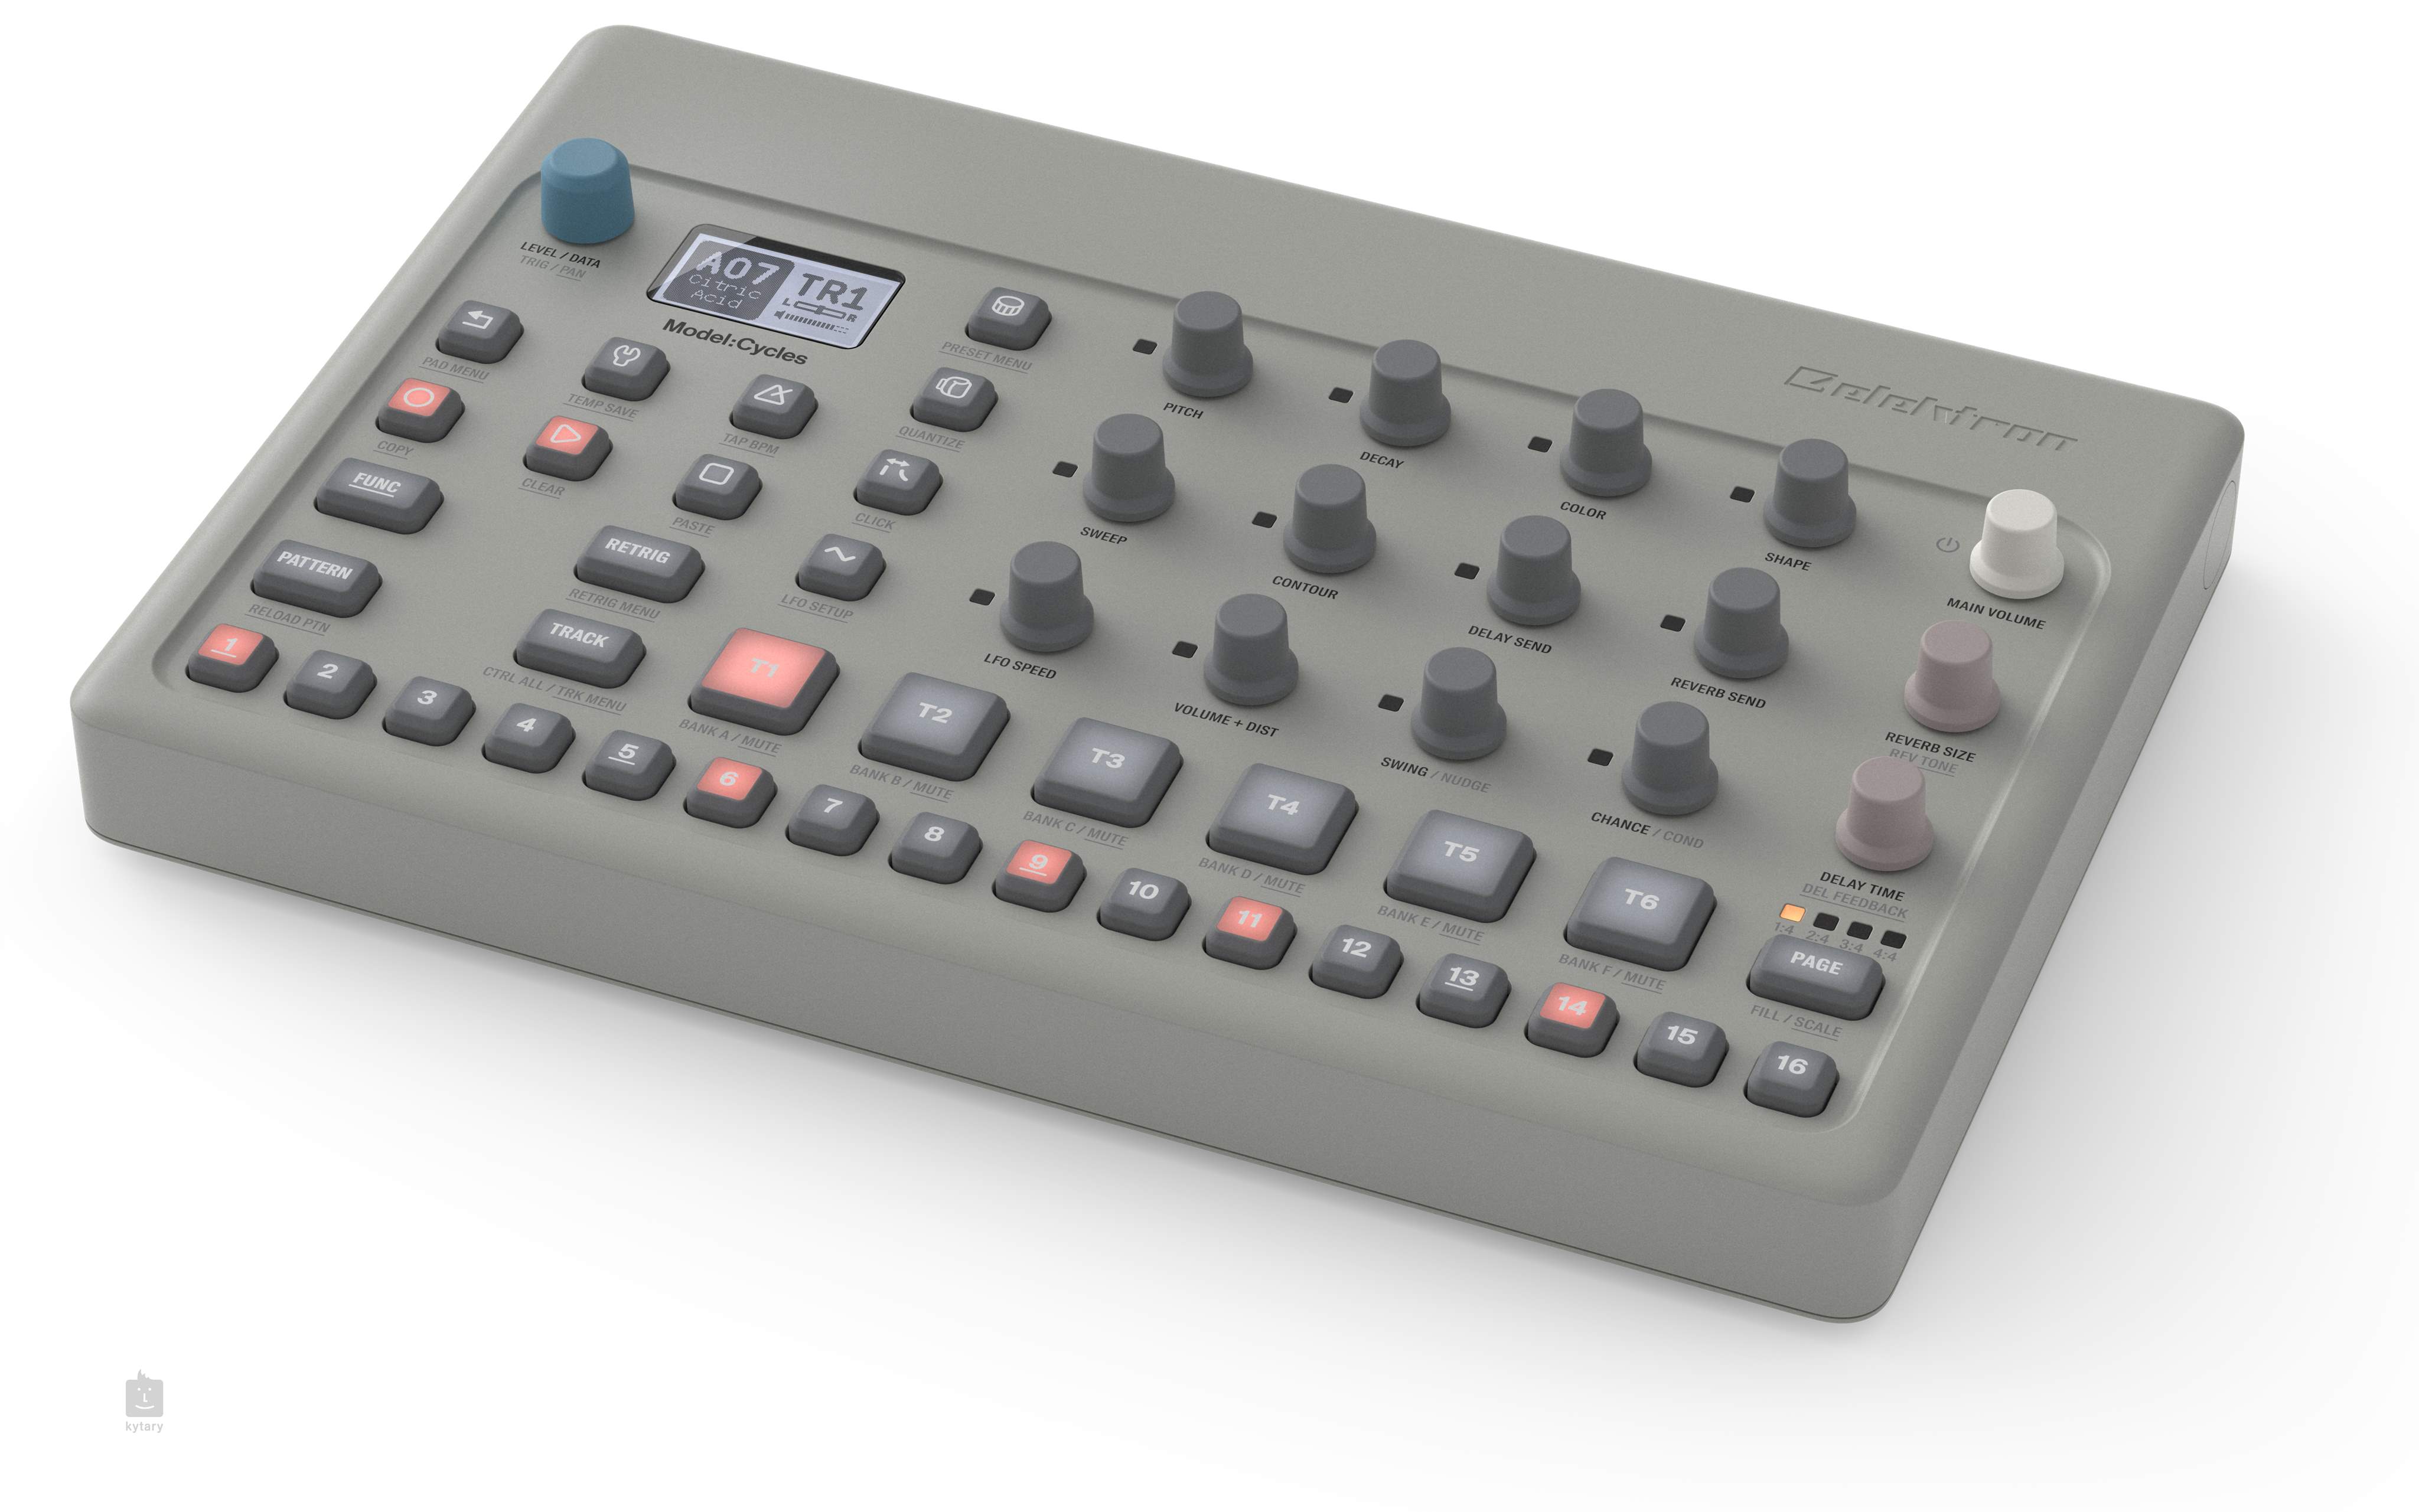 elektron
LEVEL / DATA
TRIG / PAN
A07
Citric
Acid
TR1
L
R
Model:Cycles
PAD MENU
TEMP SAVE
TAP BPM
PRESET MENU
QUANTIZE
COPY
CLEAR
PASTE
CLICK
FUNC
RETRIG
RETRIG MENU
LFO SETUP
PATTERN
RELOAD PTN
TRACK
CTRL ALL / TRK MENU
PITCH
DECAY
COLOR
SHAPE
SWEEP
CONTOUR
DELAY SEND
REVERB SEND
LFO SPEED
VOLUME + DIST
SWING / NUDGE
CHANCE / COND
MAIN VOLUME
REVERB SIZE
REV TONE
DELAY TIME
DEL FEEDBACK
1:4 2:4 3:4 4:4
PAGE
FILL / SCALE
T1
BANK A / MUTE
T2
BANK B / MUTE
T3
BANK C / MUTE
T4
BANK D / MUTE
T5
BANK E / MUTE
T6
BANK F / MUTE
1 2 3 4 5 6 7 8 9 10 11 12 13 14 15 16
kytary